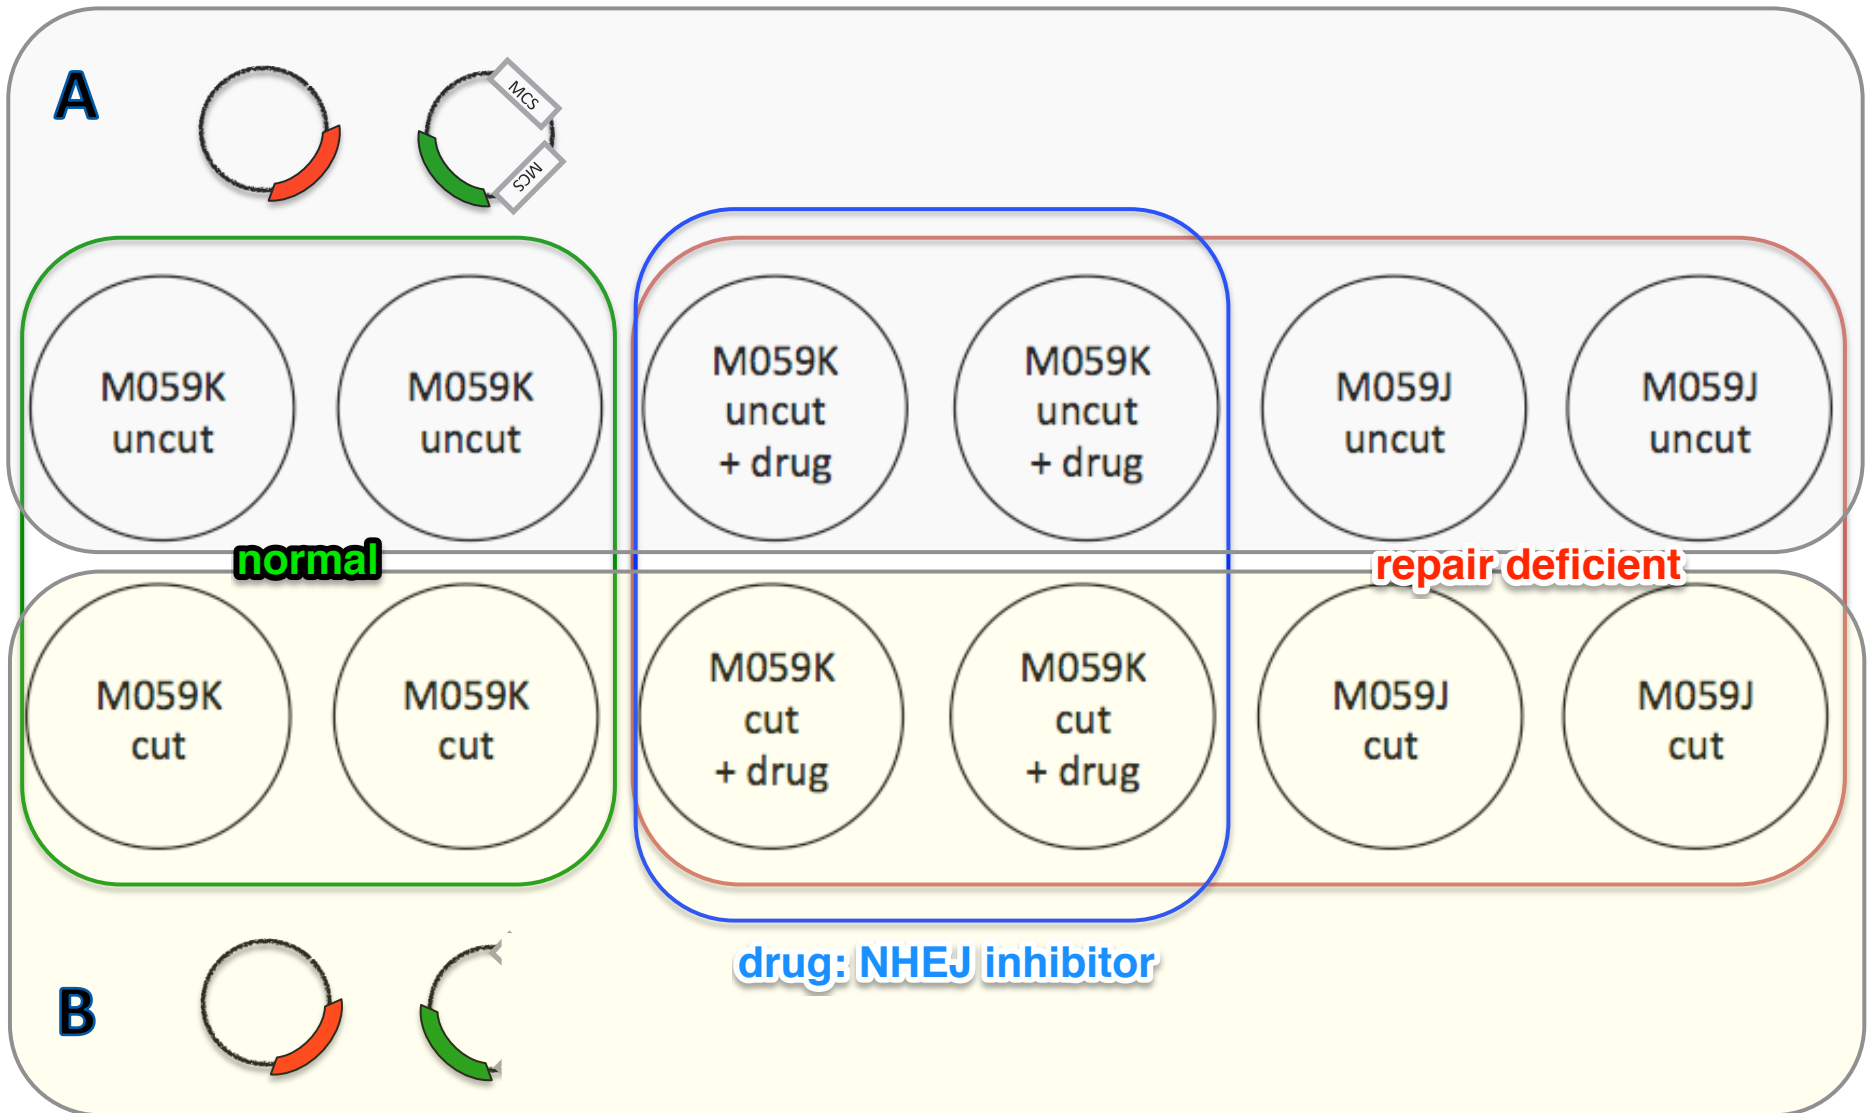 A
MCS
MCS
M059K
uncut
M059K
uncut
M059K
uncut
+ drug
M059K
uncut
+ drug
M059J
uncut
M059J
uncut
normal
repair deficient
M059K
cut
M059K
cut
M059K
cut
+ drug
M059K
cut
+ drug
M059J
cut
M059J
cut
drug: NHEJ inhibitor
B